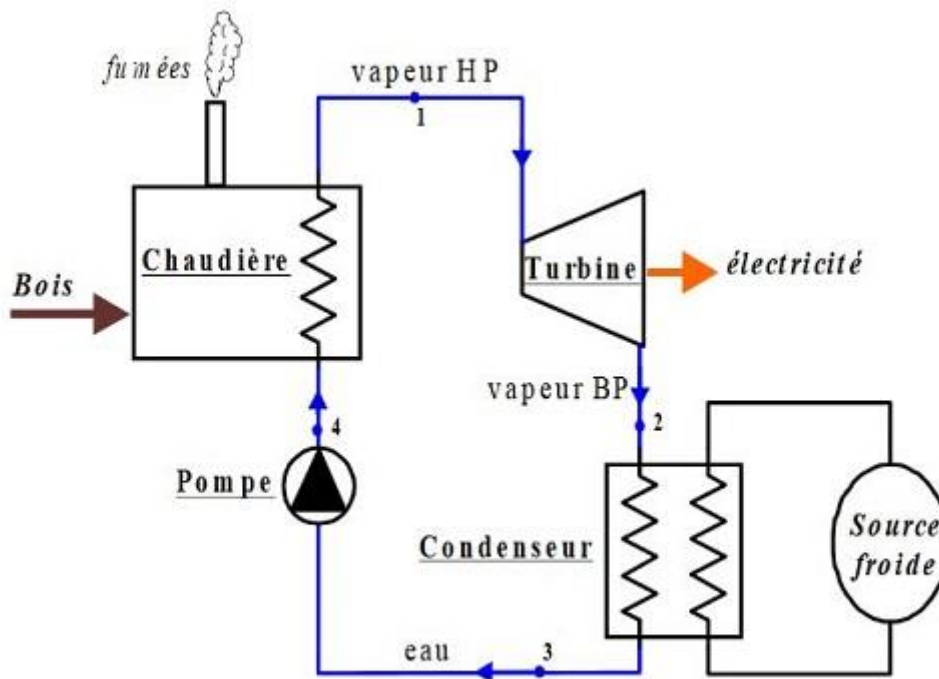 fumées
vapeur HP
1
Chaudière
Bois
Turbine
électricité
vapeur BP
2
4
Pompe
Condenseur
Source
froide
eau
3